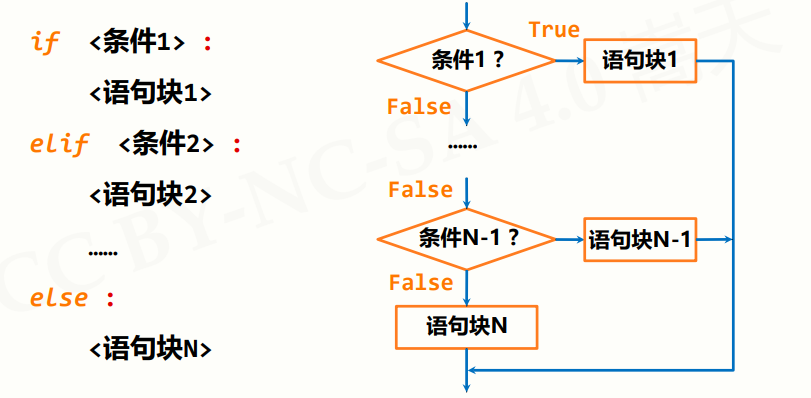 if <条件1> :
<语句块1>
elif <条件2> :
<语句块2>
……
else :
<语句块N>
条件1？
True
语句块1
False
……
False
条件N-1？
语句块N-1
False
语句块N
CC BY-NC-SA 4.0 嵩天